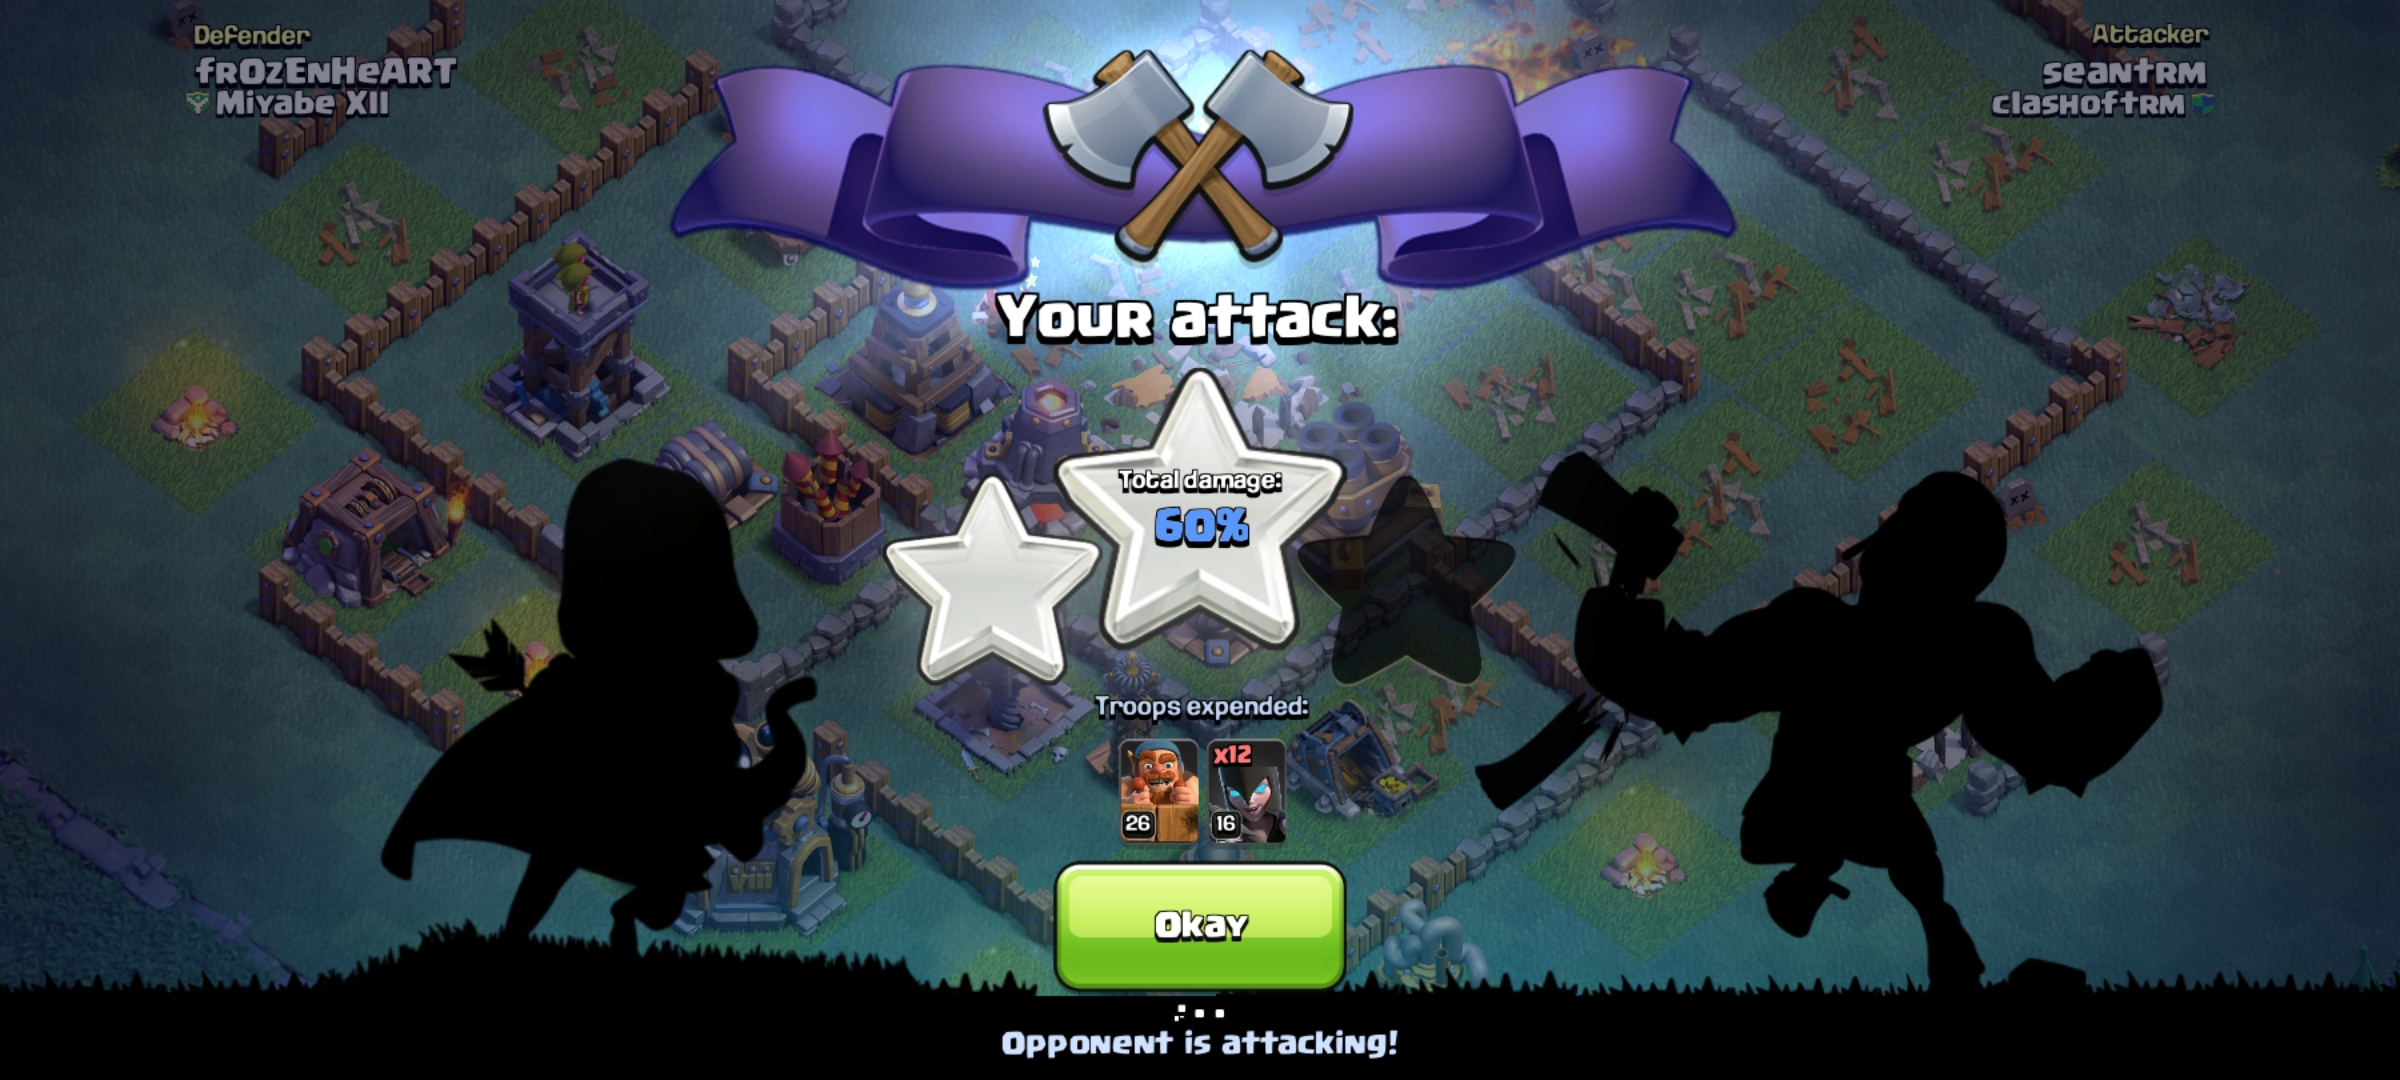 Defender
frOzEnHeART
Miyabe XII
Attacker
seantRM
clashoftRM
Your attack:
Total damage:
60%
Troops expended:
x12
26
16
VIII
Okay
Opponent is attacking!